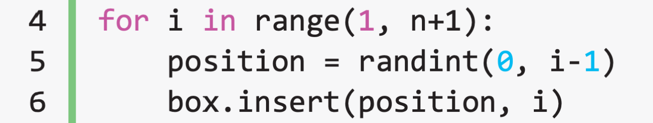 4 for i in range(1, n+1):
5     position = randint(0, i-1)
6     box.insert(position, i)